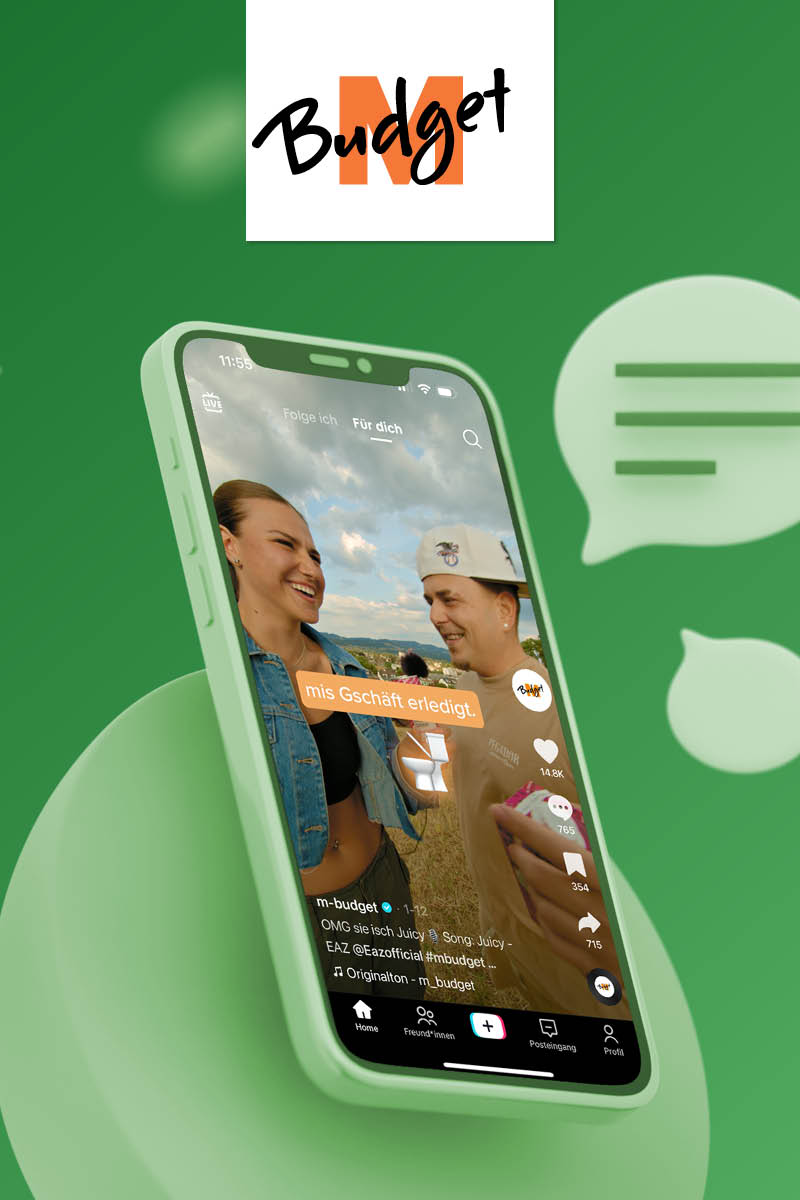 M
Budget
11:55
LIVE
Folge ich Für dich
mis Gschäft erledigt.
M
Budget
14.8K
765
354
715
m-budget · 1-12
OMG sie isch Juicy Song: Juicy -
EAZ @Eazofficial #mbudget ...
Originalton - m_budget
Home Freund*innen Posteingang Profil